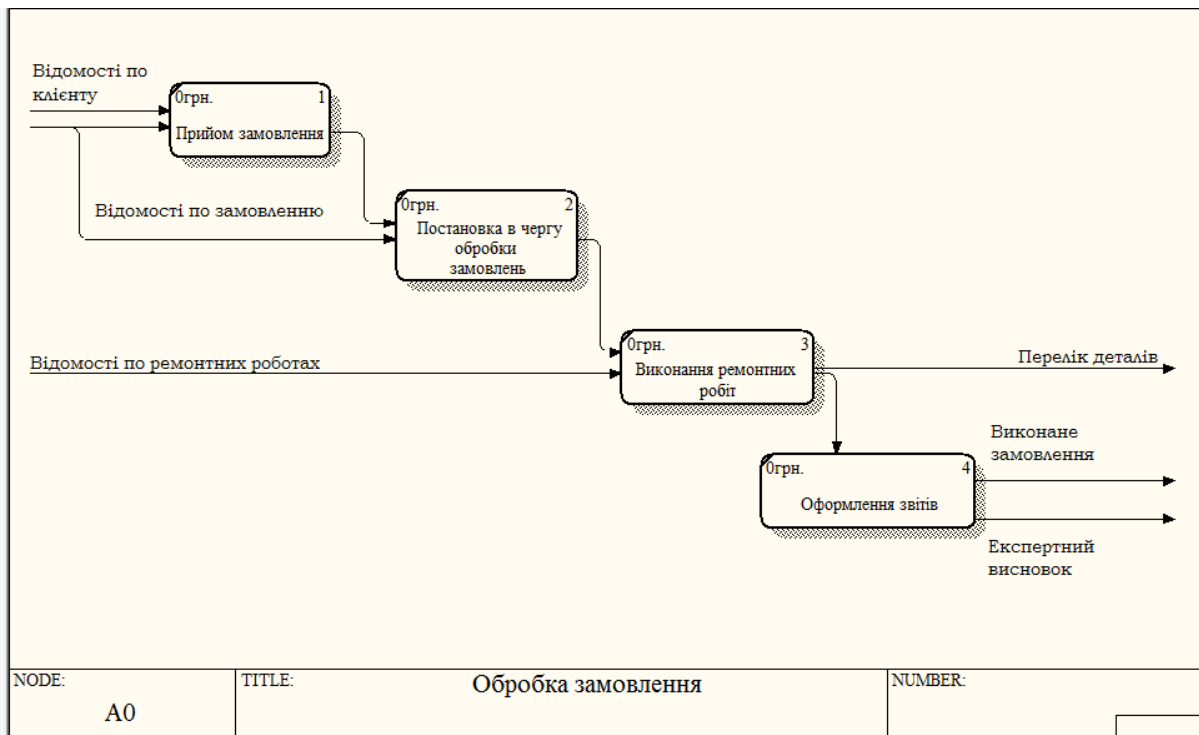 Відомості по
клієнту
0грн. 1
Прийом замовлення
Відомості по замовленню
0грн. 2
Постановка в чергу
обробки
замовлень
Відомості по ремонтних роботах
0грн. 3
Виконання ремонтних
робіт
Перелік деталів
Виконане
замовлення
0грн. 4
Оформлення звітів
Експертний
висновок
NODE: TITLE: NUMBER:
A0 Обробка замовлення